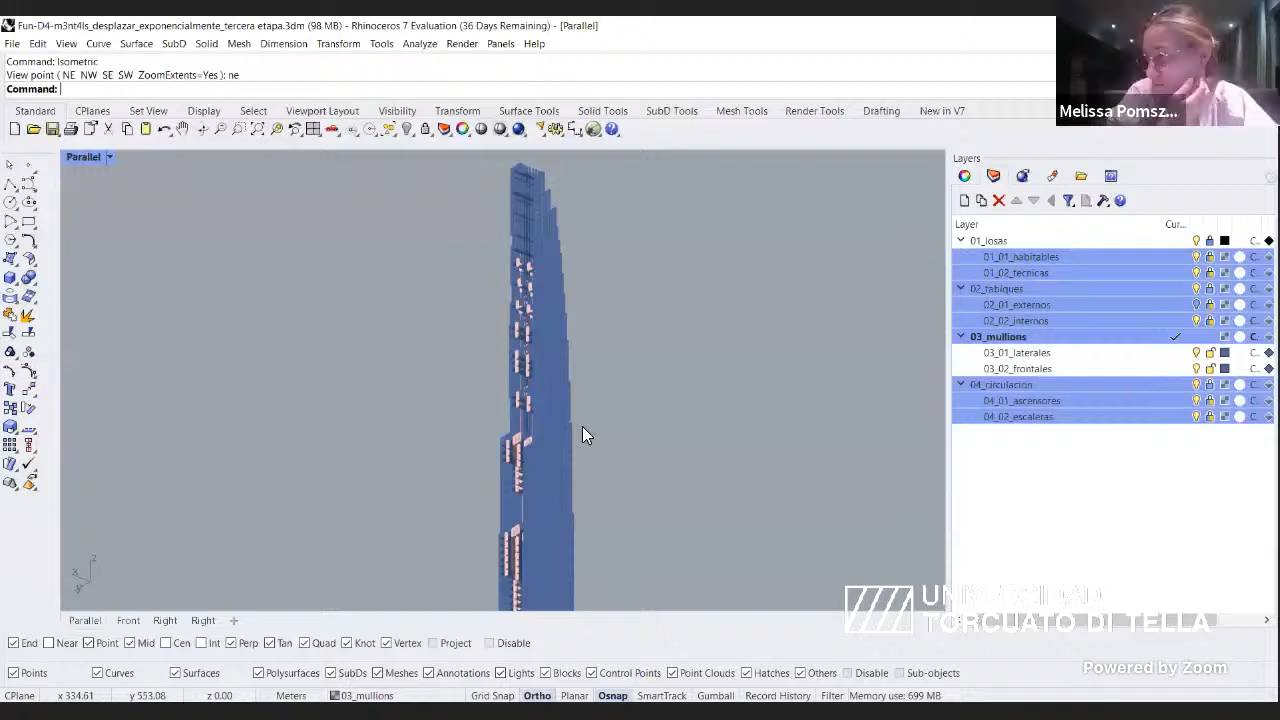 Fun-D4-m3nt4ls_desplazar_exponencialmente_tercera etapa.3dm (98 MB) - Rhinoceros 7 Evaluation (36 Days Remaining) - [Parallel]
File Edit View Curve Surface SubD Solid Mesh Dimension Transform Tools Analyze Render Panels Help
Command: Isometric
View point ( NE NW SE SW ZoomExtents=Yes ): ne
Command:
Melissa Pomsz...
Standard CPlanes Set View Display Select Viewport Layout Visibility Transform Curve Tools Surface Tools Solid Tools SubD Tools Mesh Tools Render Tools Drafting New in V7
Parallel
Layers
Layer Cur...
01_losas C...
01_01_habitables C...
01_02_tecnicas C...
02_tabiques C...
02_01_externos C...
02_02_internos C...
03_mullions C...
03_01_laterales C...
03_02_frontales C...
04_circulacion C...
04_01_ascensores C...
04_02_escaleras C...
z
x
y
UNIVERSIDAD
TORCUATO DI TELLA
Parallel Front Right Right
End Near Point Mid Cen Int Perp Tan Quad Knot Vertex Project Disable
Powered by Zoom
Points Curves Surfaces Polysurfaces SubDs Meshes Annotations Lights Blocks Control Points Point Clouds Hatches Others Disable Sub-objects
CPlane x 334.61 y 553.08 z 0.00 Meters 03_mullions Grid Snap Ortho Planar Osnap SmartTrack Gumball Record History Filter Memory use: 699 MB